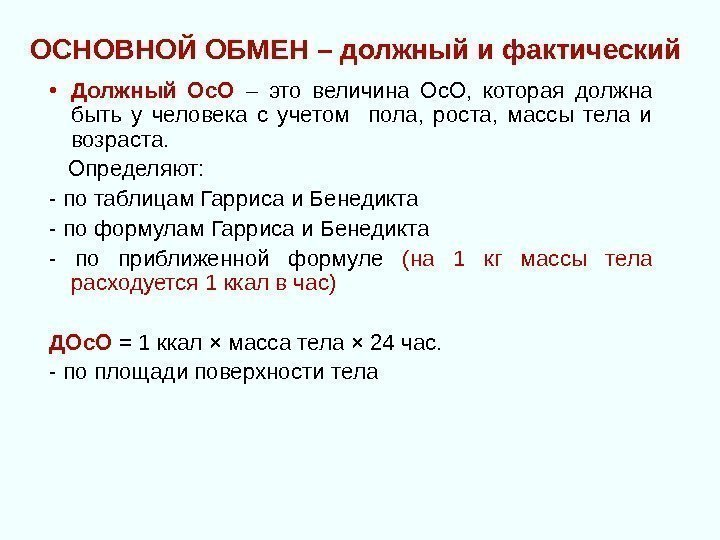 ОСНОВНОЙ ОБМЕН – должный и фактический
• Должный ОсО – это величина ОсО, которая должна
быть у человека с учетом пола, роста, массы тела и
возраста.
Определяют:
- по таблицам Гарриса и Бенедикта
- по формулам Гарриса и Бенедикта
- по приближенной формуле (на 1 кг массы тела
расходуется 1 ккал в час)
ДОсО = 1 ккал × масса тела × 24 час.
- по площади поверхности тела